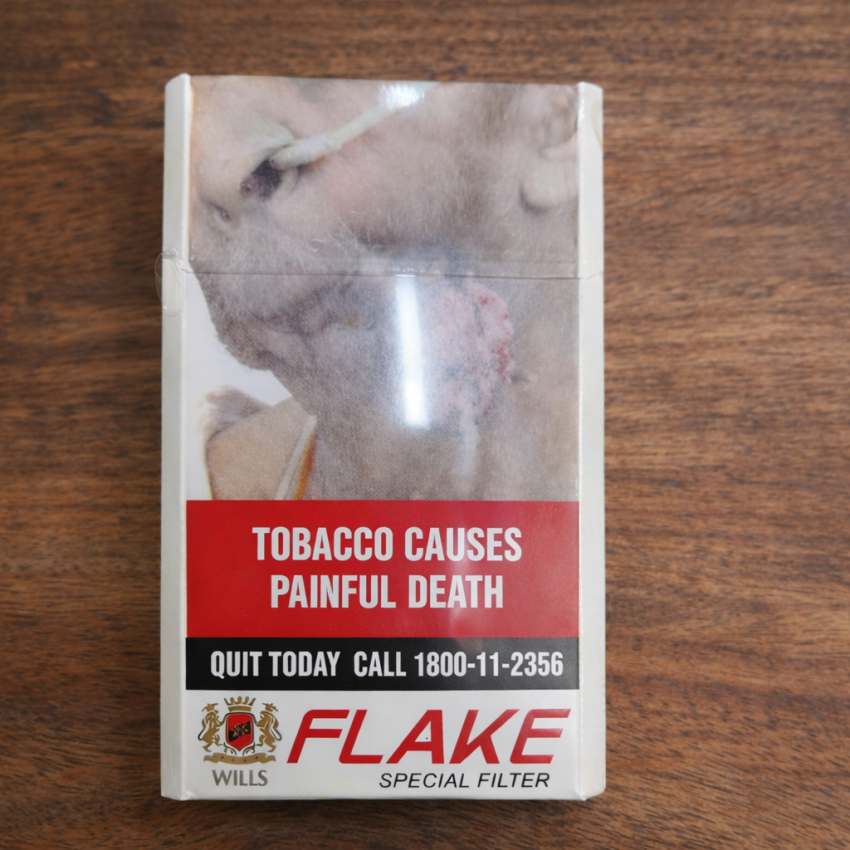 TOBACCO CAUSES
PAINFUL DEATH
QUIT TODAY CALL 1800-11-2356
FLAKE
WILLS
SPECIAL FILTER